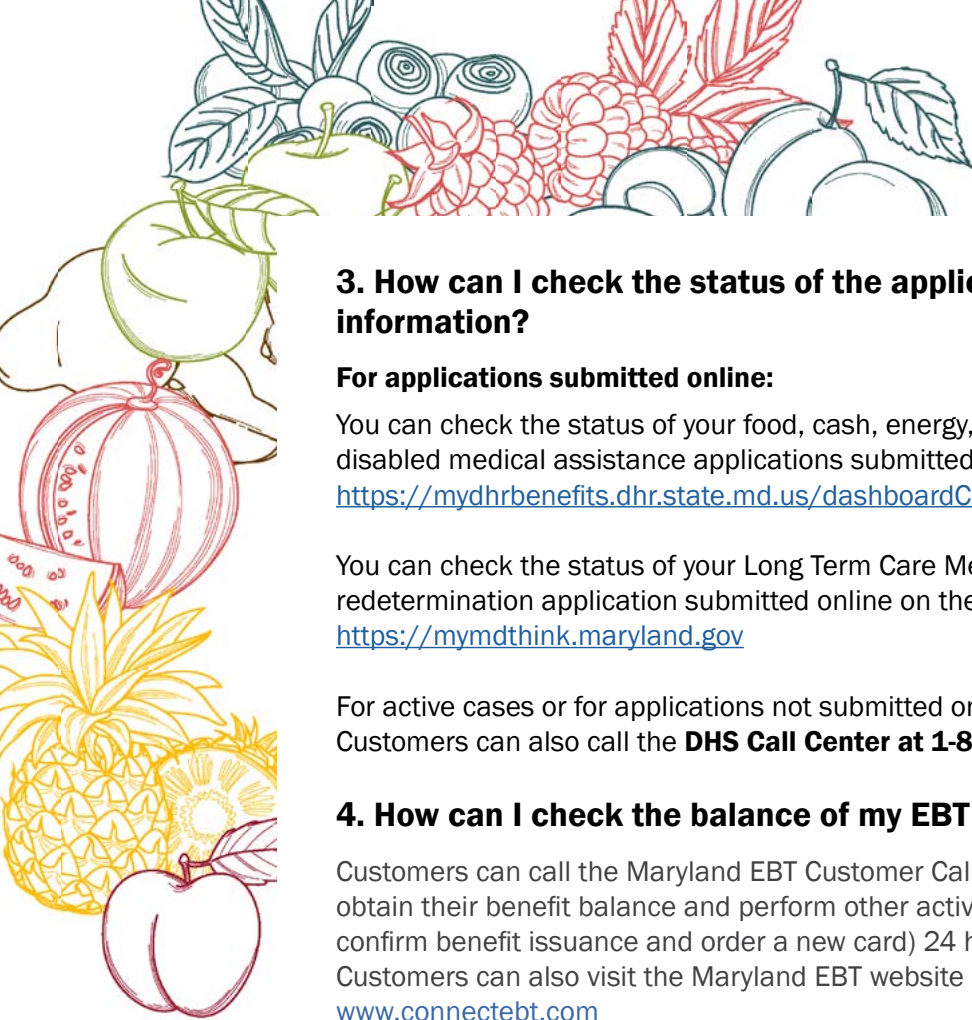 3. How can I check the status of the applic
information?
For applications submitted online:
You can check the status of your food, cash, energy,
disabled medical assistance applications submitted
https://mydhrbenefits.dhr.state.md.us/dashboardC
You can check the status of your Long Term Care Me
redetermination application submitted online on the
https://mymdthink.maryland.gov
For active cases or for applications not submitted on
Customers can also call the DHS Call Center at 1-8
4. How can I check the balance of my EBT
Customers can call the Maryland EBT Customer Cal
obtain their benefit balance and perform other activ
confirm benefit issuance and order a new card) 24 h
Customers can also visit the Maryland EBT website
www.connectebt.com